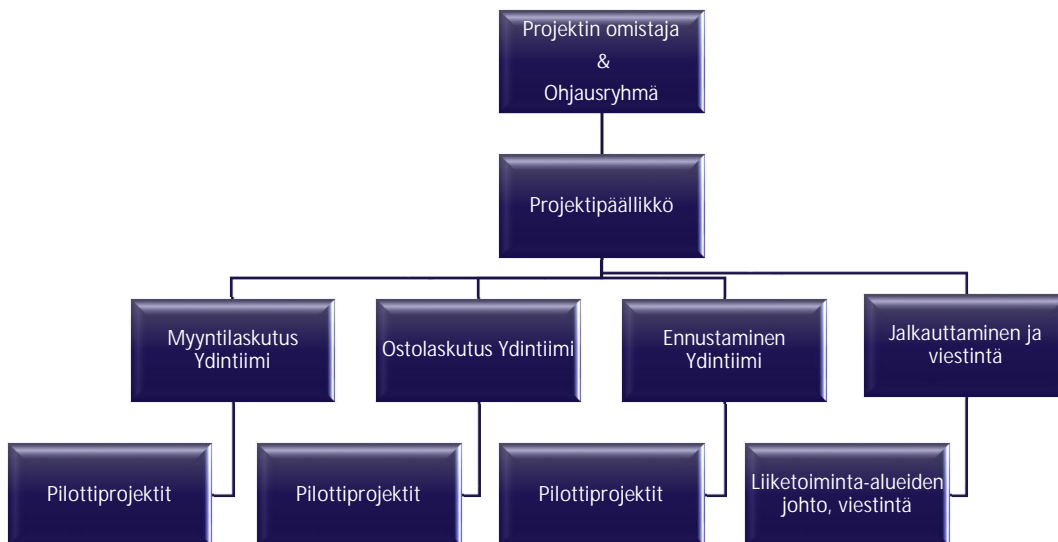 Projektin omistaja
&
Ohjausryhmä
Projektipäällikkö
Myyntilaskutus
Ydintiimi
Ostolaskutus Ydintiimi
Ennustaminen
Ydintiimi
Jalkauttaminen ja
viestintä
Pilottiprojektit
Pilottiprojektit
Pilottiprojektit
Liiketoiminta-alueiden
johto, viestintä